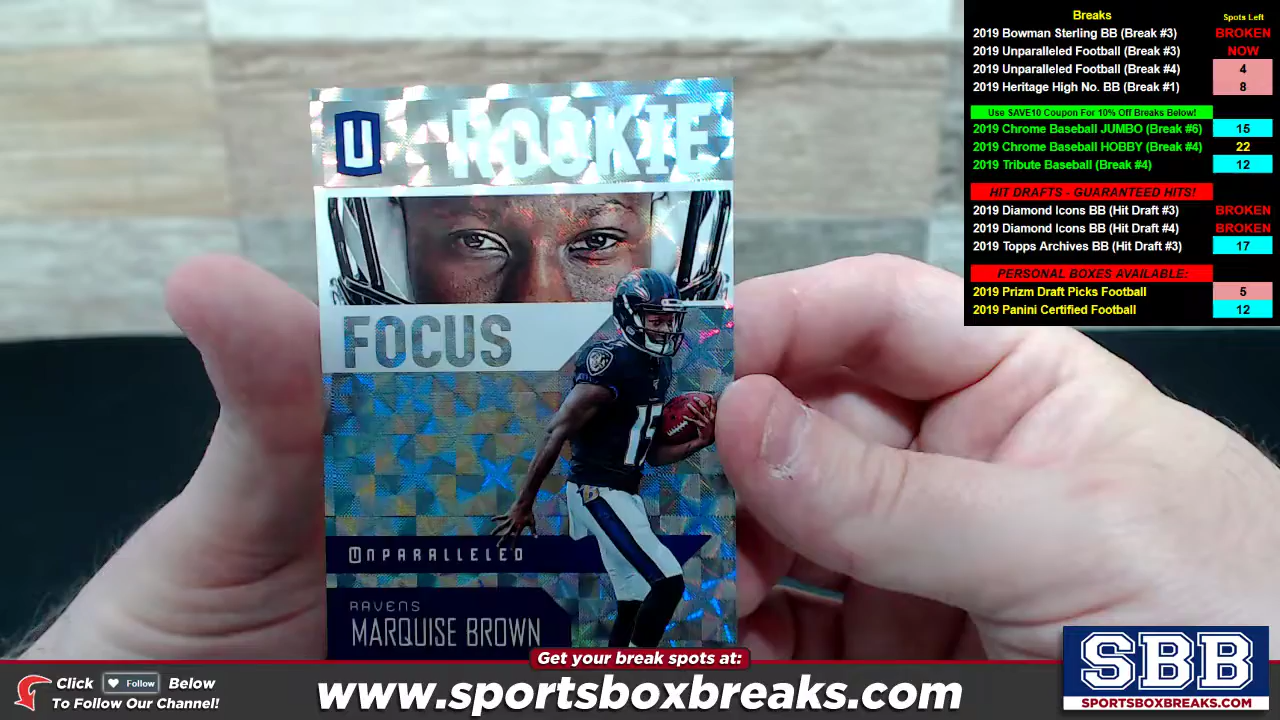 U ROOKIE
FOCUS
15
UNPARALLELED
RAVENS
MARQUISE BROWN
Breaks Spots Left
2019 Bowman Sterling BB (Break #3) BROKEN
2019 Unparalleled Football (Break #3) NOW
2019 Unparalleled Football (Break #4) 4
2019 Heritage High No. BB (Break #1) 8
Use SAVE10 Coupon For 10% Off Breaks Below!
2019 Chrome Baseball JUMBO (Break #6) 15
2019 Chrome Baseball HOBBY (Break #4) 22
2019 Tribute Baseball (Break #4) 12
HIT DRAFTS - GUARANTEED HITS!
2019 Diamond Icons BB (Hit Draft #3) BROKEN
2019 Diamond Icons BB (Hit Draft #4) BROKEN
2019 Topps Archives BB (Hit Draft #3) 17
PERSONAL BOXES AVAILABLE:
2019 Prizm Draft Picks Football 5
2019 Panini Certified Football 12
Get your break spots at:
Click Follow Below
To Follow Our Channel!
www.sportsboxbreaks.com
SBB
SPORTSBOXBREAKS.COM